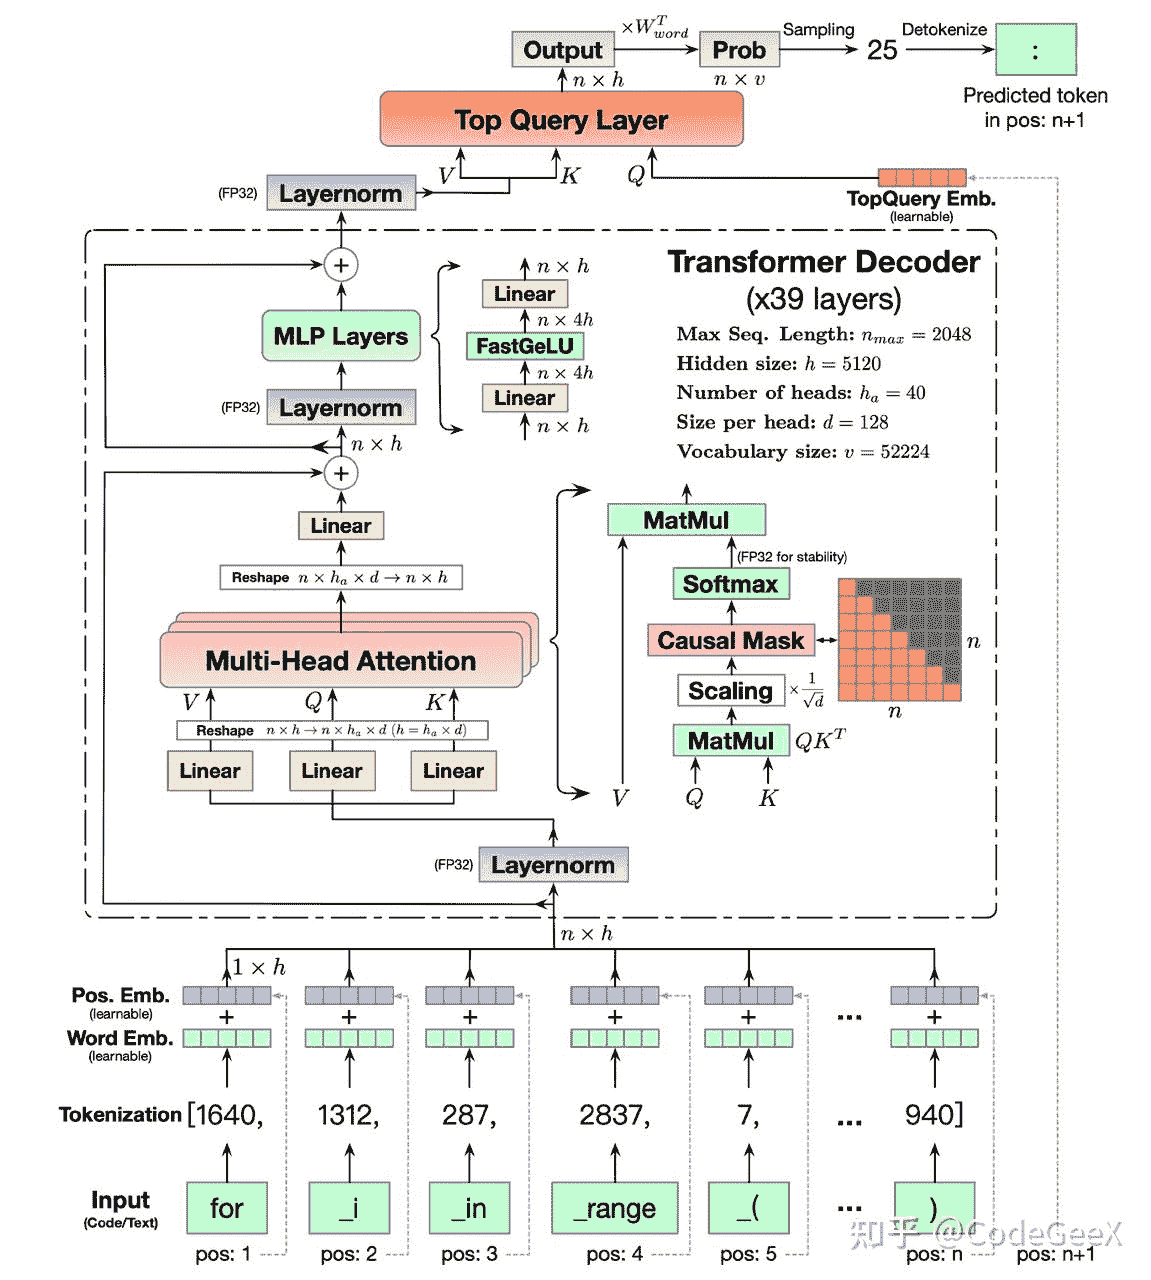 Output
×W^T_word
Prob
Sampling
25
Detokenize
:
n × h
n × v
Predicted token
in pos: n+1
Top Query Layer
V
K
Q
(FP32)
Layernorm
TopQuery Emb.
(learnable)
+
MLP Layers
(FP32)
Layernorm
n × h
+
Linear
Reshape n × h_a × d → n × h
Multi-Head Attention
V
Q
K
Reshape n × h → n × h_a × d (h = h_a × d)
Linear
Linear
Linear
(FP32)
Layernorm
n × h
Linear
n × 4h
FastGeLU
n × 4h
Linear
n × h
Transformer Decoder
(x39 layers)
Max Seq. Length: n_max = 2048
Hidden size: h = 5120
Number of heads: h_a = 40
Size per head: d = 128
Vocabulary size: v = 52224
MatMul
(FP32 for stability)
Softmax
Causal Mask
n
n
Scaling
× 1/√d
MatMul
QK^T
V
Q
K
n × h
1 × h
Pos. Emb.
(learnable)
+ + + + + ... +
Word Emb.
(learnable)
Tokenization [1640, 1312, 287, 2837, 7, ... 940]
Input
(Code/Text)
for _i _in _range _( ... )
pos: 1 pos: 2 pos: 3 pos: 4 pos: 5 pos: n pos: n+1
知乎 @CodeGeeX